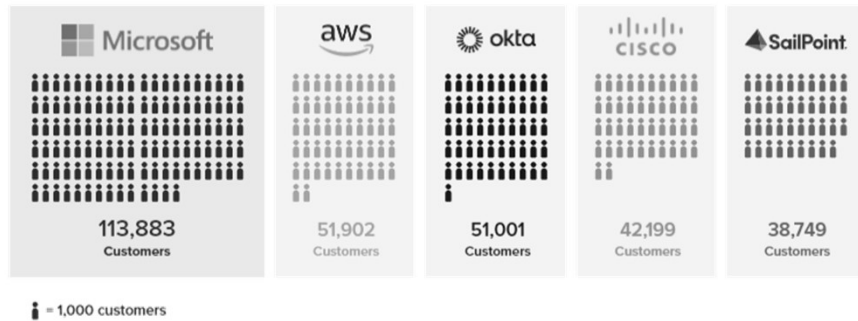 Microsoft
aws
okta
CISCO
SailPoint
113,883
Customers
51,902
Customers
51,001
Customers
42,199
Customers
38,749
Customers
= 1,000 customers